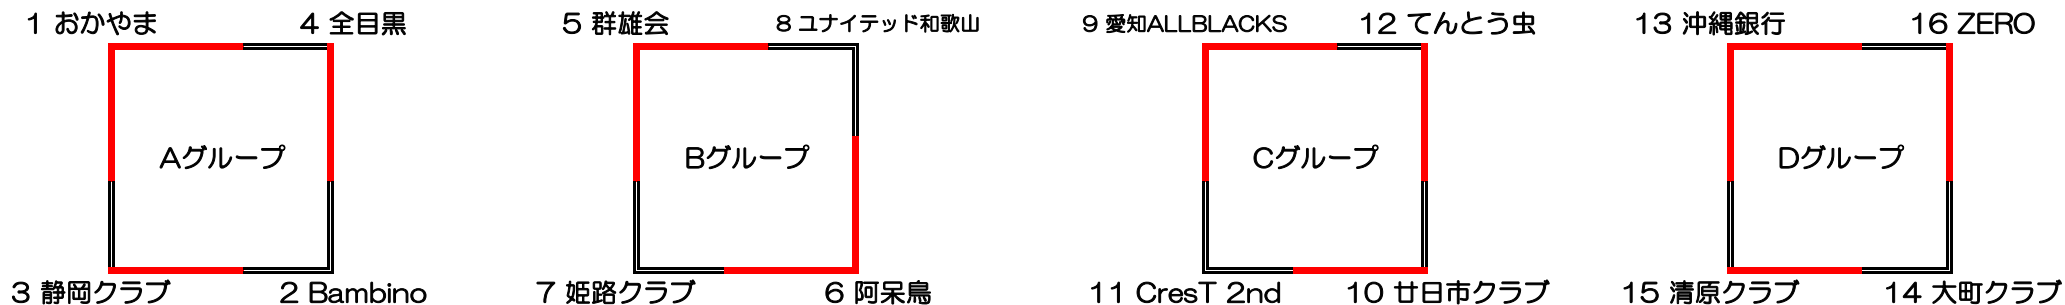 1 おかやま
4 全目黒
5 群雄会
8 ユナイテッド和歌山
9 愛知ALLBLACKS
12 てんとう虫
13 沖縄銀行
16 ZERO
Aグループ
Bグループ
Cグループ
Dグループ
3 静岡クラブ
2 Bambino
7 姫路クラブ
6 阿呆鳥
11 CresT 2nd
10 廿日市クラブ
15 清原クラブ
14 大町クラブ